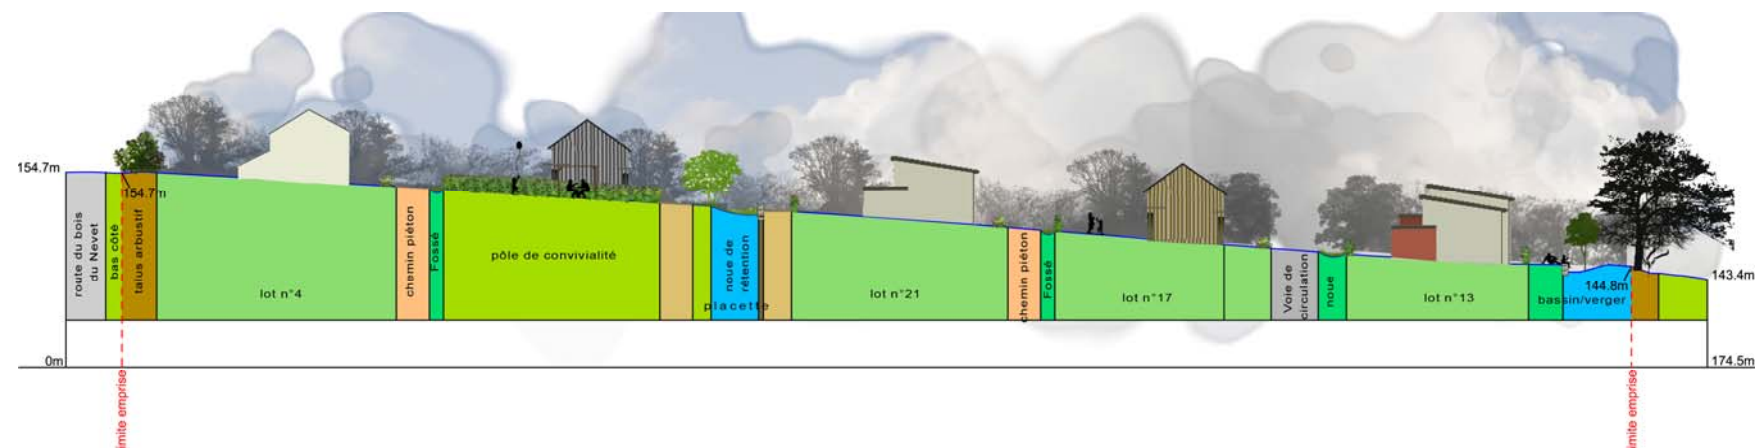 154.7m
154.7m
route du bois
du Nevet
bas côté
talus arbustif
lot n°4
chemin piéton
Fossé
pôle de convivialité
noue de
rétention
placette
lot n°21
chemin piéton
Fossé
lot n°17
Voie de
circulation
noue
lot n°13
144.8m
bassin/verger
143.4m
0m
174.5m
imite emprise
imite emprise